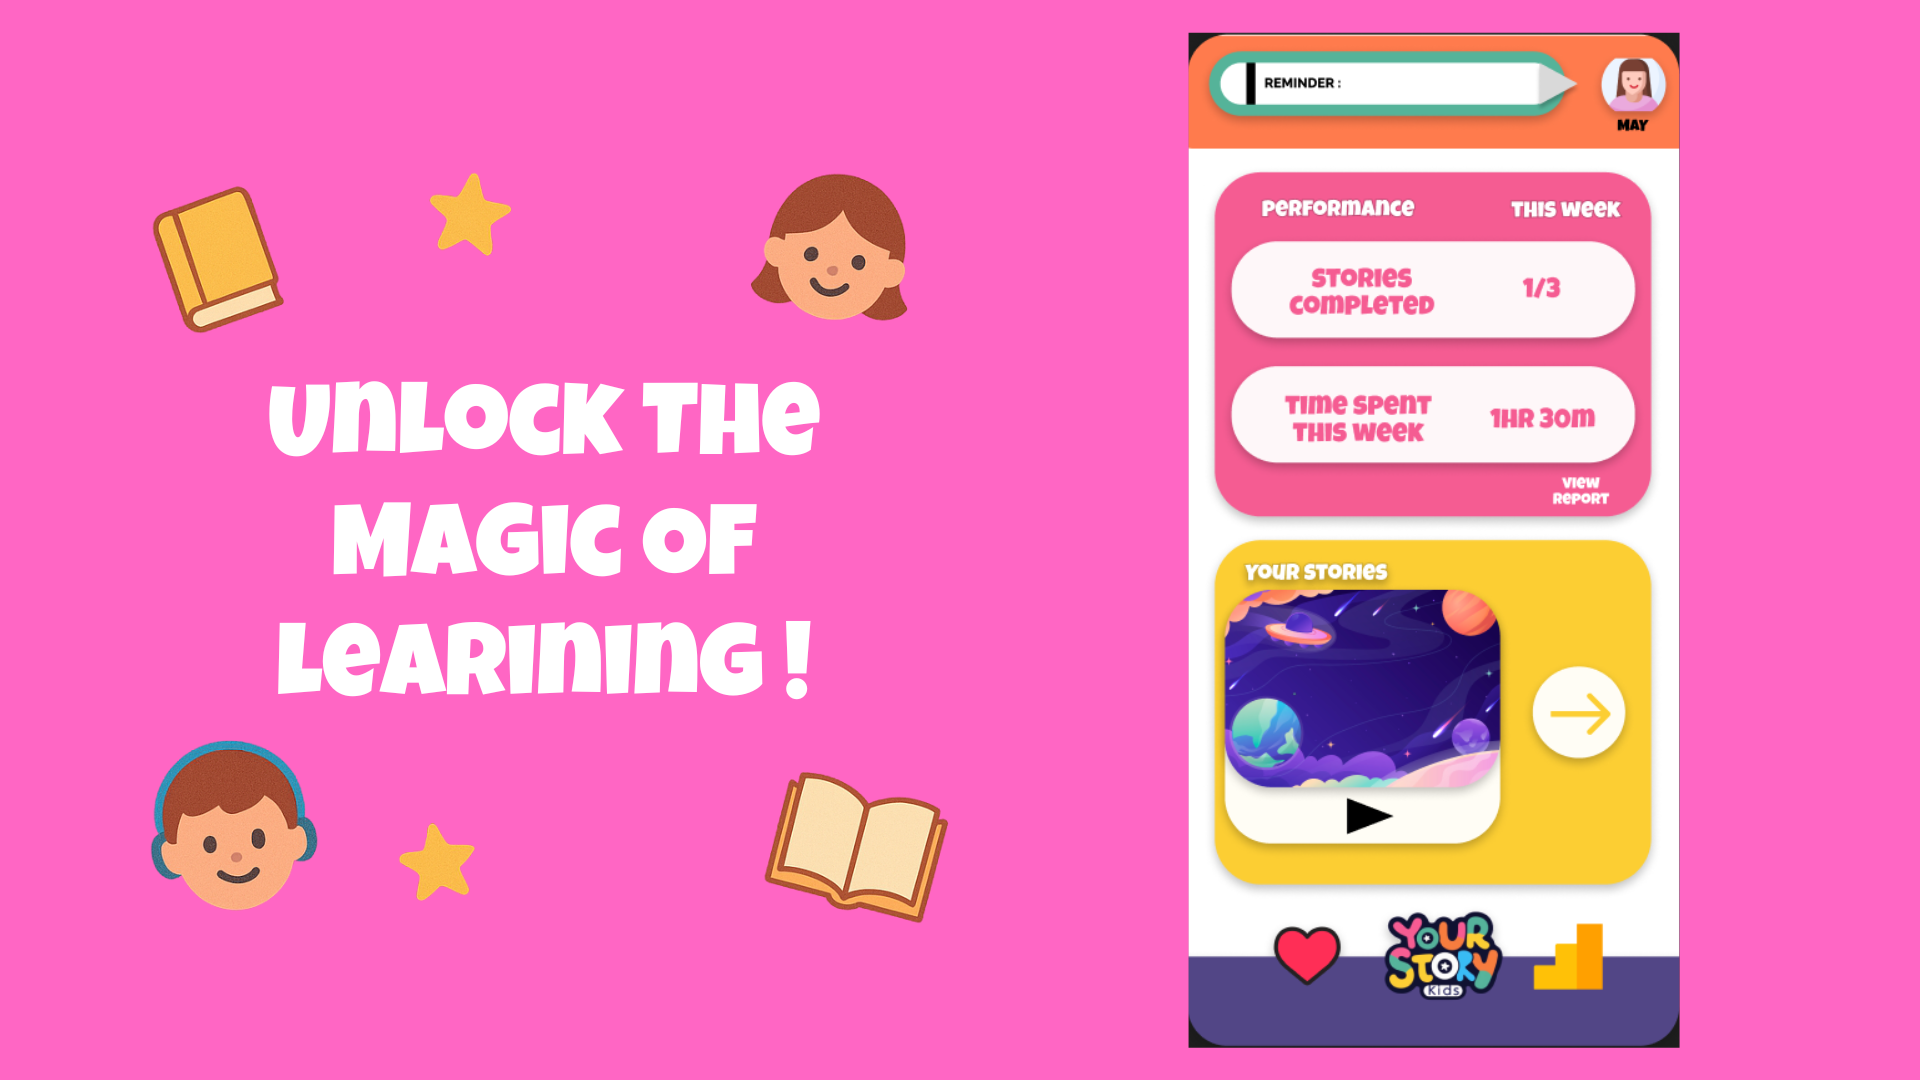 UNLOCK THE
MAGIC OF
LEARINING !
REMINDER :
MAY
PERFORMANCE
THIS WEEK
STORIES
COMPLETED
1/3
TIME SPENT
THIS WEEK
1HR 30M
VIEW
REPORT
YOUR STORIES
YOUR
STORY
Kids